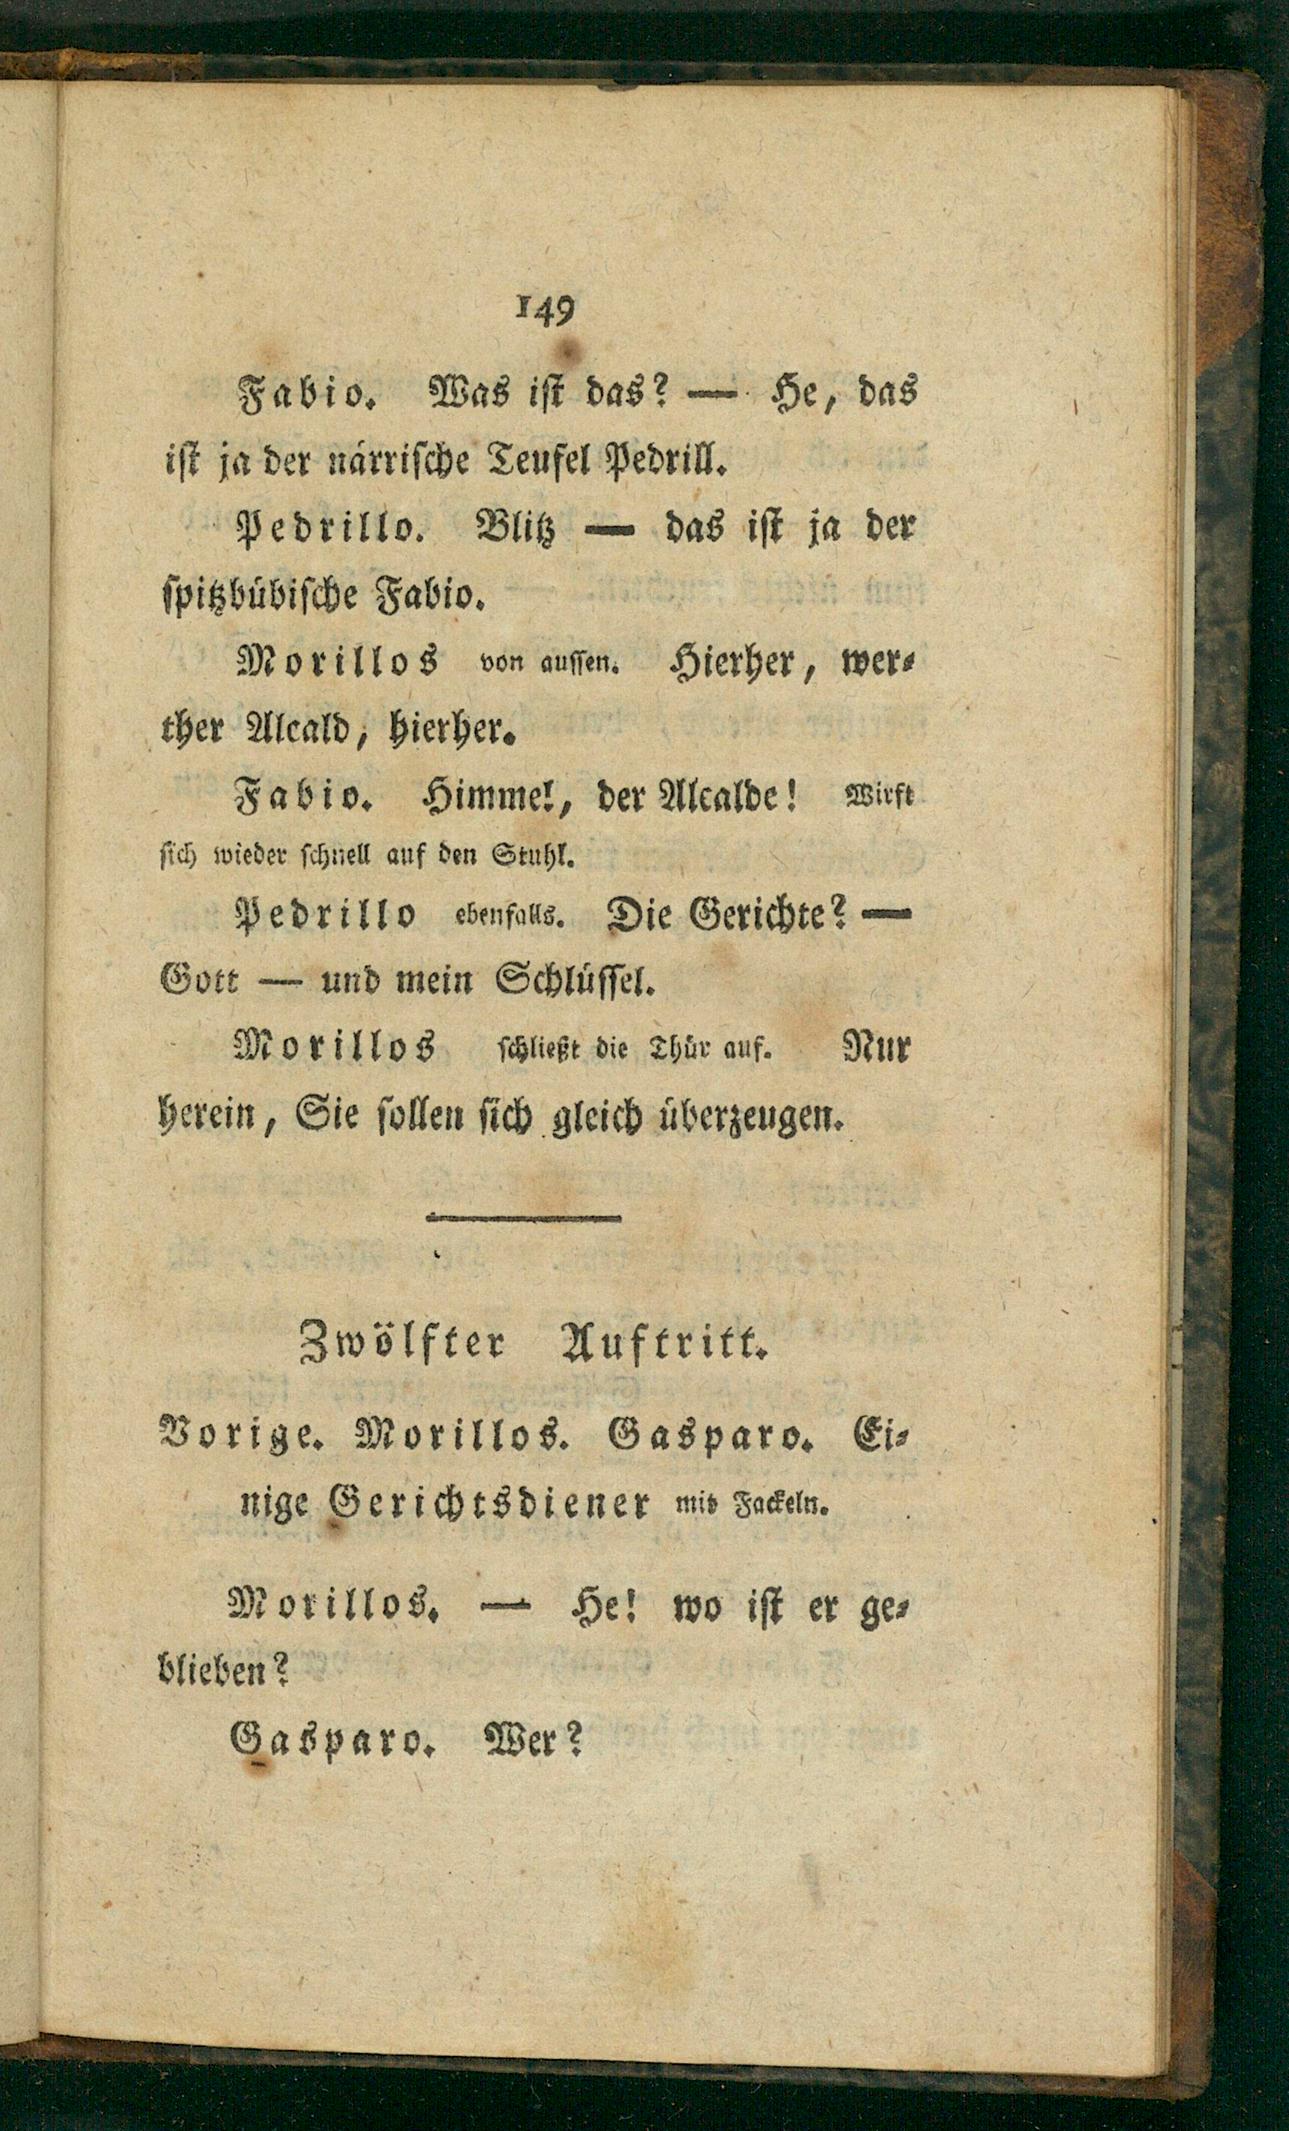 149
Fabio. Was ist das? — He, das
ist ja der närrische Teufel Pedrill.
Pedrillo. Blitz — das ist ja der
spitzbübische Fabio.
Morillos von aussen. Hierher, wer-
ther Alcald, hierher.
Fabio. Himmel, der Alcalde! Wirft
sich wieder schnell auf den Stuhl.
Pedrillo ebenfalls. Die Gerichte? —
Gott — und mein Schlüssel.
Morillos schließt die Thür auf. Nur
herein, Sie sollen sich gleich überzeugen.
Zwölfter Auftritt.
Vorige. Morillos. Gasparo. Ei-
nige Gerichtsdiener mit Fackeln.
Morillos. — He! wo ist er ge-
blieben?
Gasparo. Wer?